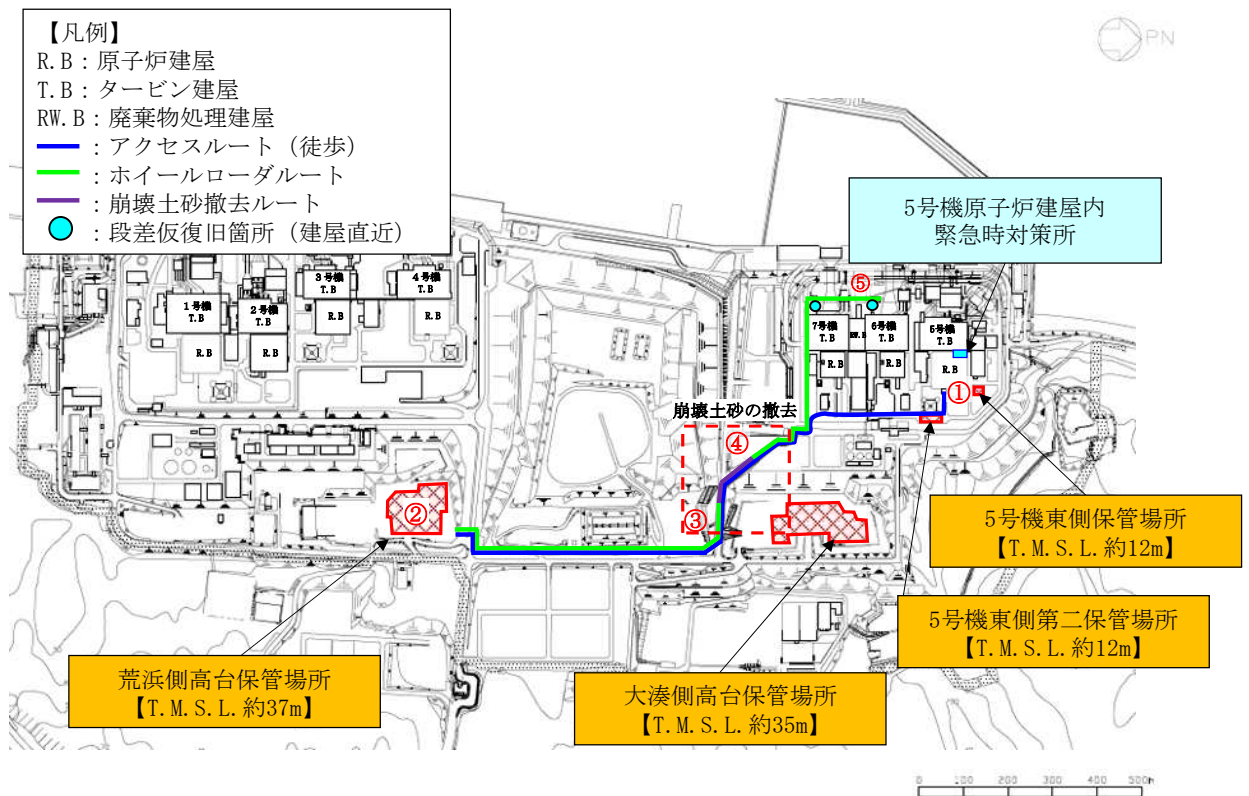 【凡例】
R.B：原子炉建屋
T.B：タービン建屋
RW.B：廃棄物処理建屋
：アクセスルート（徒歩）
：ホイールローダルート
：崩壊土砂撤去ルート
：段差仮復旧箇所（建屋直近）
PN
5号機原子炉建屋内
緊急時対策所
1号機
T.B
R.B
2号機
T.B
R.B
3号機
T.B
R.B
4号機
T.B
R.B
⑤
7号機
T.B
R.B
RW.B
6号機
T.B
R.B
5号機
T.B
R.B
①
崩壊土砂の撤去
④
②
③
5号機東側保管場所
【T.M.S.L.約12m】
5号機東側第二保管場所
【T.M.S.L.約12m】
荒浜側高台保管場所
【T.M.S.L.約37m】
大湊側高台保管場所
【T.M.S.L.約35m】
0 100 200 300 400 500m